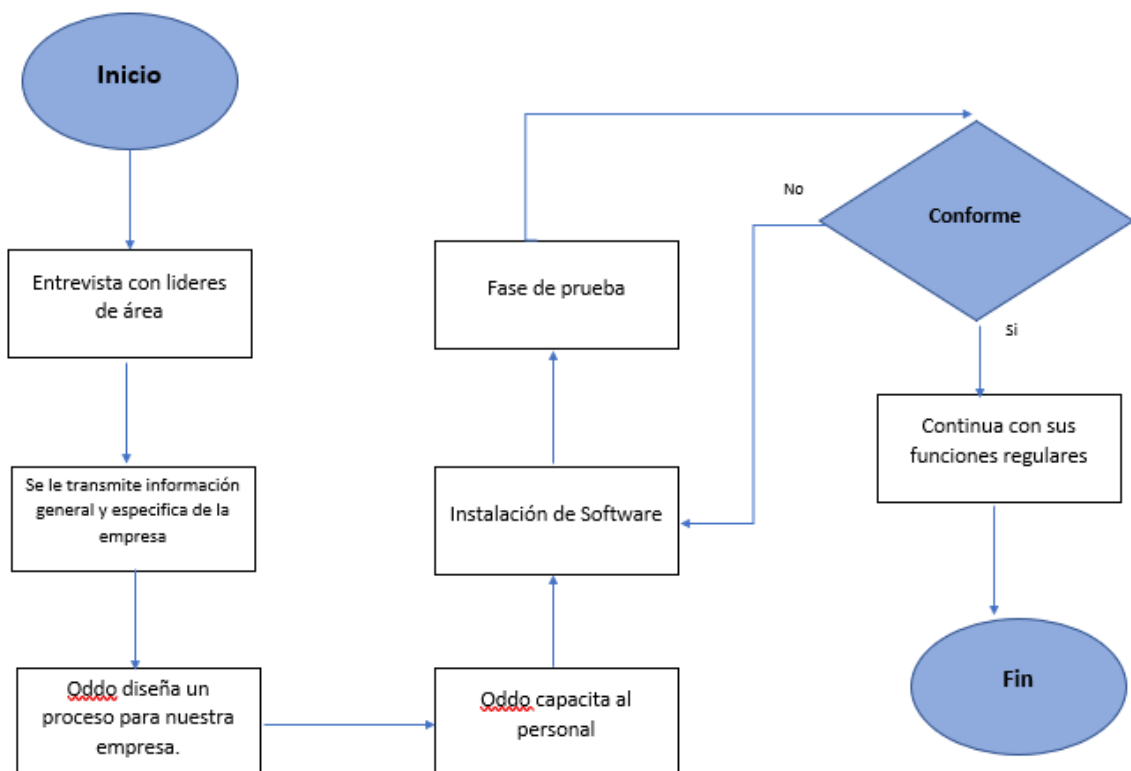 Inicio
Entrevista con lideres
de área
Se le transmite información
general y especifica de la
empresa
Oddo diseña un
proceso para nuestra
empresa.
Oddo capacita al
personal
Instalación de Software
Fase de prueba
Conforme
No
Si
Continua con sus
funciones regulares
Fin